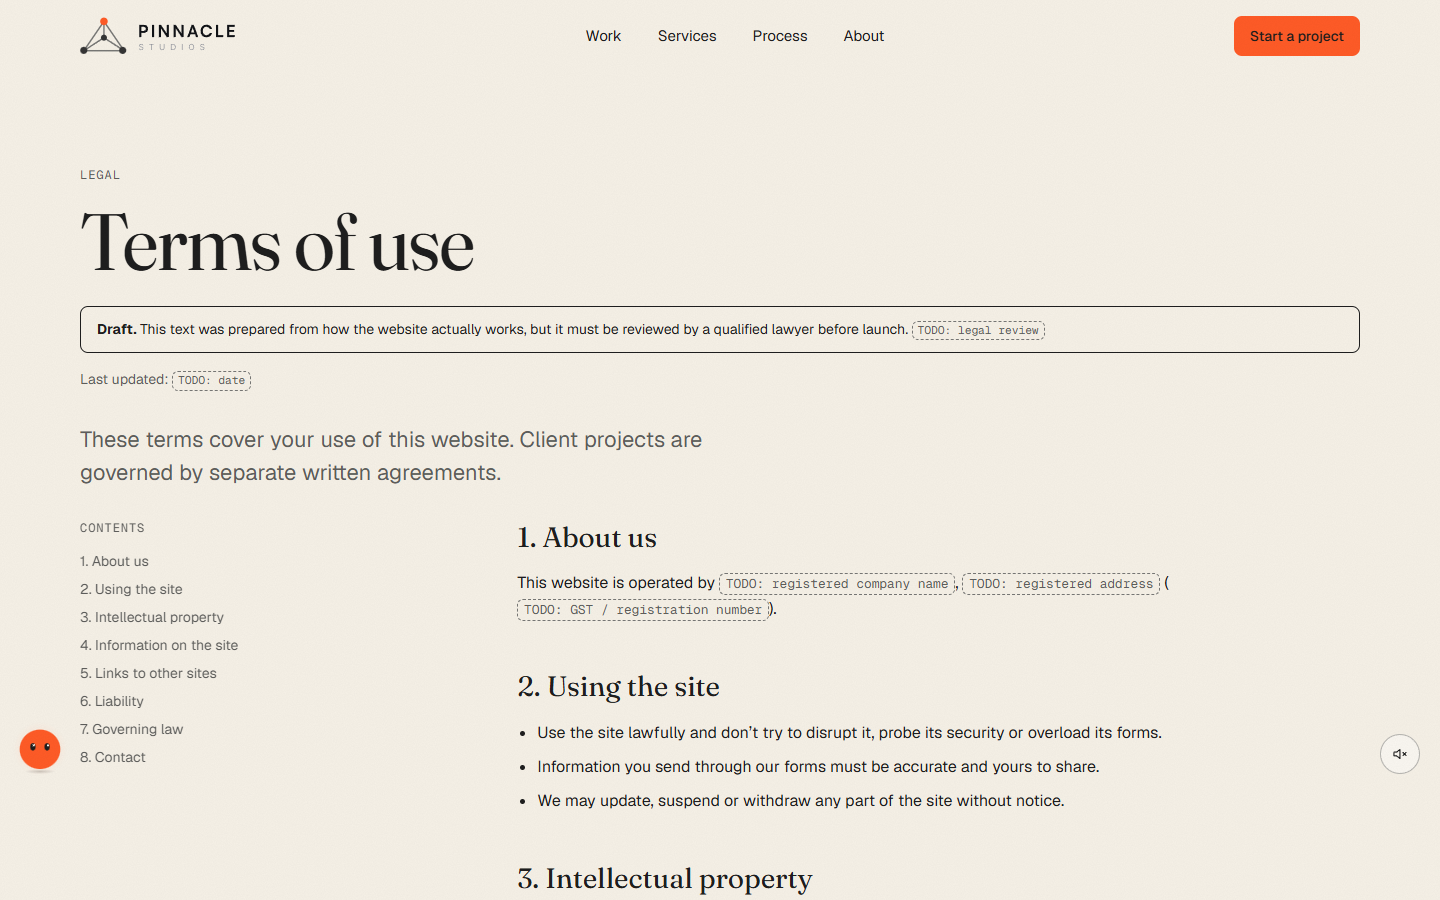 PINNACLE
STUDIOS
Work Services Process About
Start a project
LEGAL
Terms of use
Draft. This text was prepared from how the website actually works, but it must be reviewed by a qualified lawyer before launch. TODO: legal review
Last updated: TODO: date
These terms cover your use of this website. Client projects are
governed by separate written agreements.
CONTENTS
1. About us
2. Using the site
3. Intellectual property
4. Information on the site
5. Links to other sites
6. Liability
7. Governing law
8. Contact
1. About us
This website is operated by TODO: registered company name, TODO: registered address (
TODO: GST / registration number).
2. Using the site
• Use the site lawfully and don’t try to disrupt it, probe its security or overload its forms.
• Information you send through our forms must be accurate and yours to share.
• We may update, suspend or withdraw any part of the site without notice.
3. Intellectual property